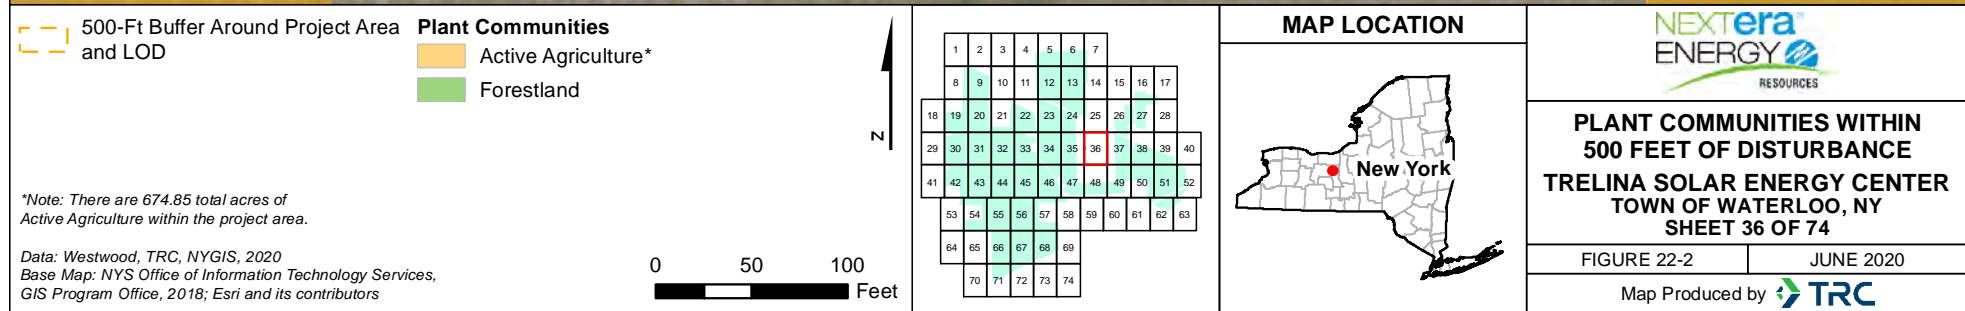 500-Ft Buffer Around Project Area
and LOD
Plant Communities
Active Agriculture*
Forestland
*Note: There are 674.85 total acres of
Active Agriculture within the project area.
Data: Westwood, TRC, NYGIS, 2020
Base Map: NYS Office of Information Technology Services,
GIS Program Office, 2018; Esri and its contributors
N
0 50 100
Feet
1 2 3 4 5 6 7
8 9 10 11 12 13 14 15 16 17
18 19 20 21 22 23 24 25 26 27 28
29 30 31 32 33 34 35 36 37 38 39 40
41 42 43 44 45 46 47 48 49 50 51 52
53 54 55 56 57 58 59 60 61 62 63
64 65 66 67 68 69
70 71 72 73 74
MAP LOCATION
New York
NEXTera
ENERGY
RESOURCES
PLANT COMMUNITIES WITHIN
500 FEET OF DISTURBANCE
TRELINA SOLAR ENERGY CENTER
TOWN OF WATERLOO, NY
SHEET 36 OF 74
FIGURE 22-2
JUNE 2020
Map Produced by TRC